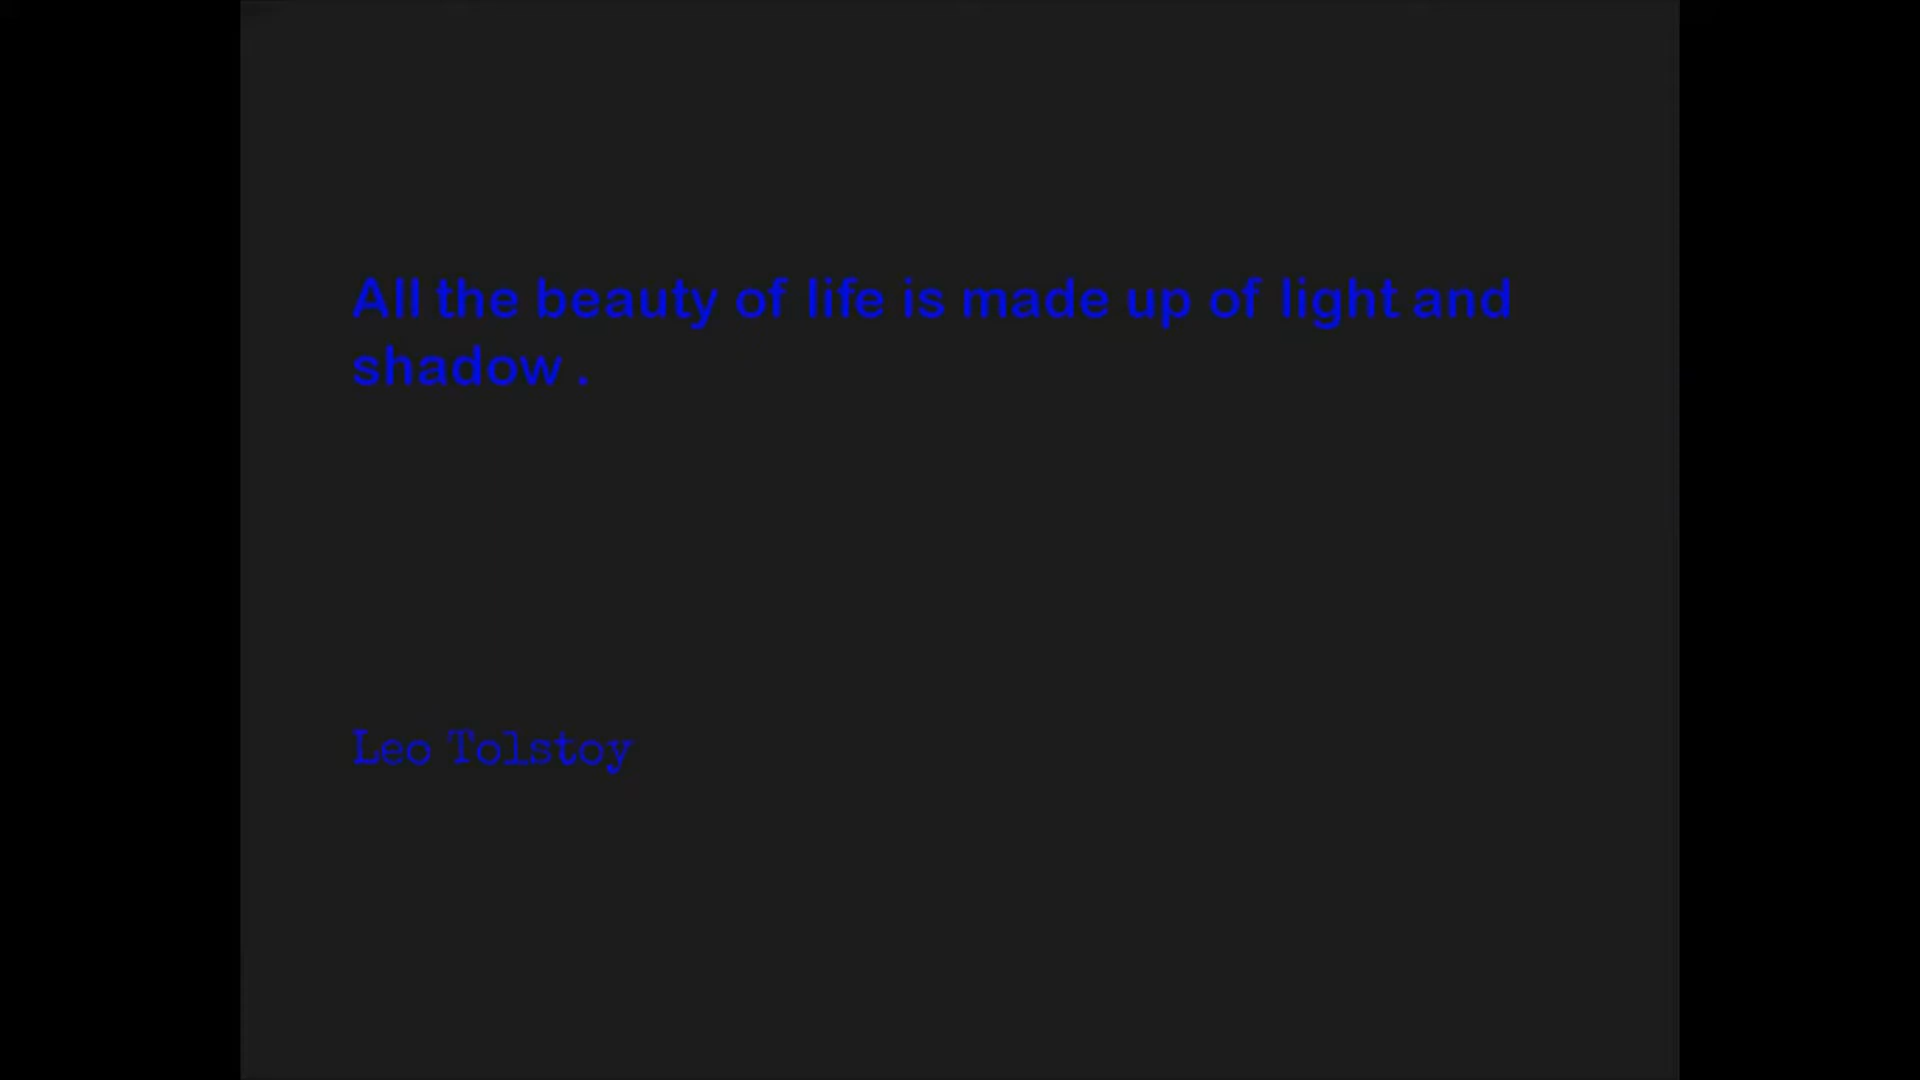 All the beauty of life is made up of light and
shadow .
Leo Tolstoy